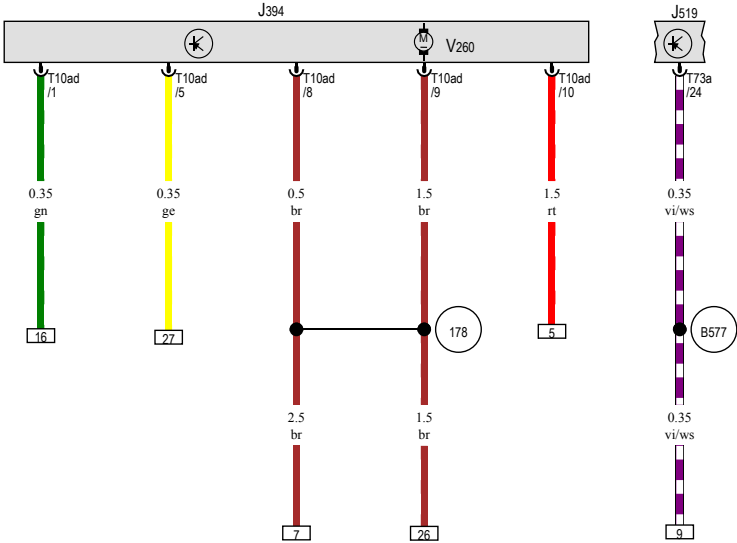 J394
J519
M
V260
T10ad
/1
T10ad
/5
T10ad
/8
T10ad
/9
T10ad
/10
T73a
/24
0.35
gn
0.35
ge
0.5
br
1.5
br
1.5
rt
0.35
vi/ws
16
27
178
5
B577
2.5
br
1.5
br
0.35
vi/ws
7
26
9